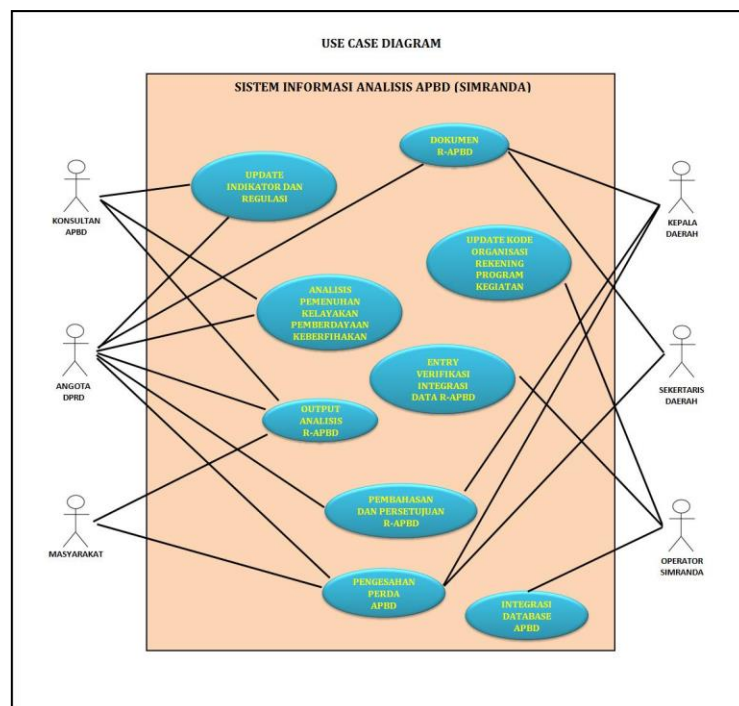 USE CASE DIAGRAM
SISTEM INFORMASI ANALISIS APBD (SIMRANDA)
DOKUMEN
R-APBD
UPDATE
INDIKATOR DAN
REGULASI
KONSULTAN
APBD
KEPALA
DAERAH
UPDATE KODE
ORGANISASI
REKENING
PROGRAM
KEGIATAN
ANALISIS
PEMENUHAN
KELAYAKAN
PEMBERDAYAAN
KEBERFIHAKAN
ENTRY
VERIFIKASI
INTEGRASI
DATA R-APBD
ANGOTA
DPRD
SEKERTARIS
DAERAH
OUTPUT
ANALISIS
R-APBD
PEMBAHASAN
DAN PERSETUJUAN
R-APBD
MASYARAKAT
OPERATOR
SIMRANDA
PENGESAHAN
PERDA
APBD
INTEGRASI
DATABASE
APBD